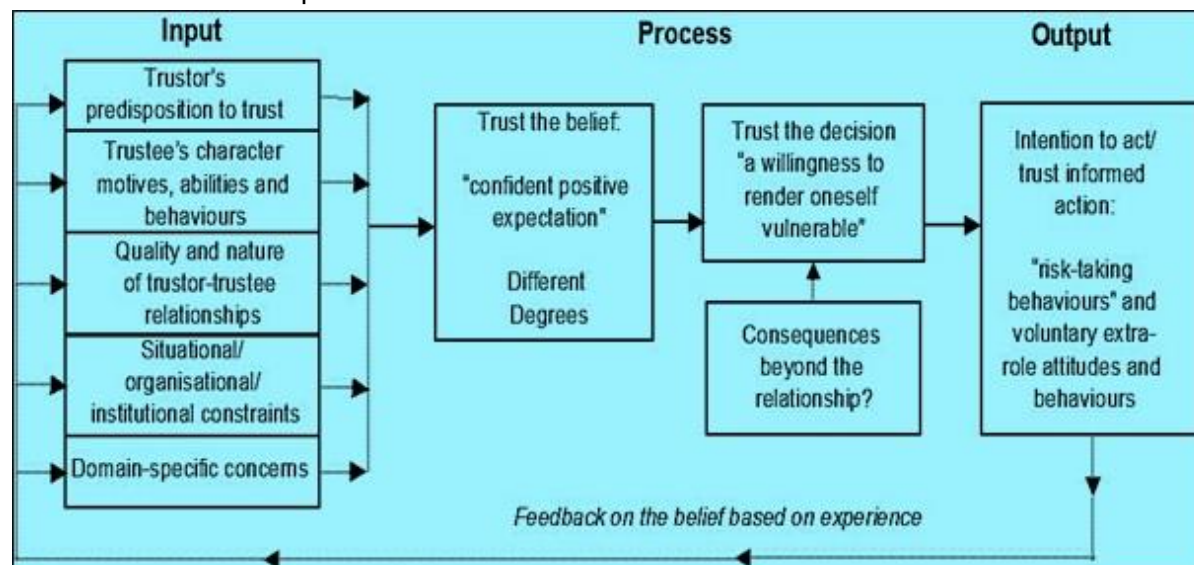 Input
Process
Output
Trustor's
predisposition to trust
Trustee's character
motives, abilities and
behaviours
Quality and nature
of trustor-trustee
relationships
Situational/
organisational/
institutional constraints
Domain-specific concerns
Trust the belief:
"confident positive
expectation"
Different
Degrees
Trust the decision
"a willingness to
render oneself
vulnerable"
Consequences
beyond the
relationship?
Intention to act/
trust informed
action:
"risk-taking
behaviours" and
voluntary extra-
role attitudes and
behaviours
Feedback on the belief based on experience